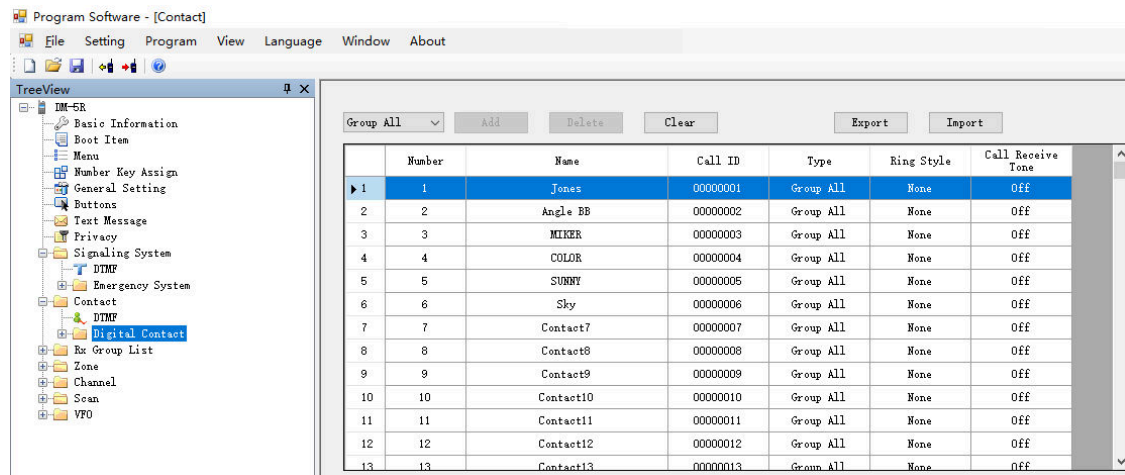 Program Software - [Contact]
File Setting Program View Language Window About
TreeView
DM-5R
Basic Information
Boot Item
Menu
Number Key Assign
General Setting
Buttons
Text Message
Privacy
Signaling System
DTMF
Emergency System
Contact
DTMF
Digital Contact
Rx Group List
Zone
Channel
Scan
VFO
Group All Add Delete Clear Export Import
Number Name Call ID Type Ring Style Call Receive Tone
1 1 Jones 00000001 Group All None Off
2 2 Angle BB 00000002 Group All None Off
3 3 MIKER 00000003 Group All None Off
4 4 COLOR 00000004 Group All None Off
5 5 SUNNY 00000005 Group All None Off
6 6 Sky 00000006 Group All None Off
7 7 Contact7 00000007 Group All None Off
8 8 Contact8 00000008 Group All None Off
9 9 Contact9 00000009 Group All None Off
10 10 Contact10 00000010 Group All None Off
11 11 Contact11 00000011 Group All None Off
12 12 Contact12 00000012 Group All None Off
13 13 Contact13 00000013 Group All None Off